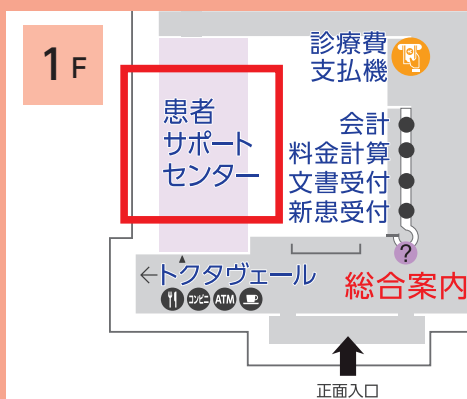 1 F
診療費
支払機
患者
サポート
センター
会計
料金計算
文書受付
新患受付
?
←トクタヴェール
コンビニ ATM
総合案内
正面入口